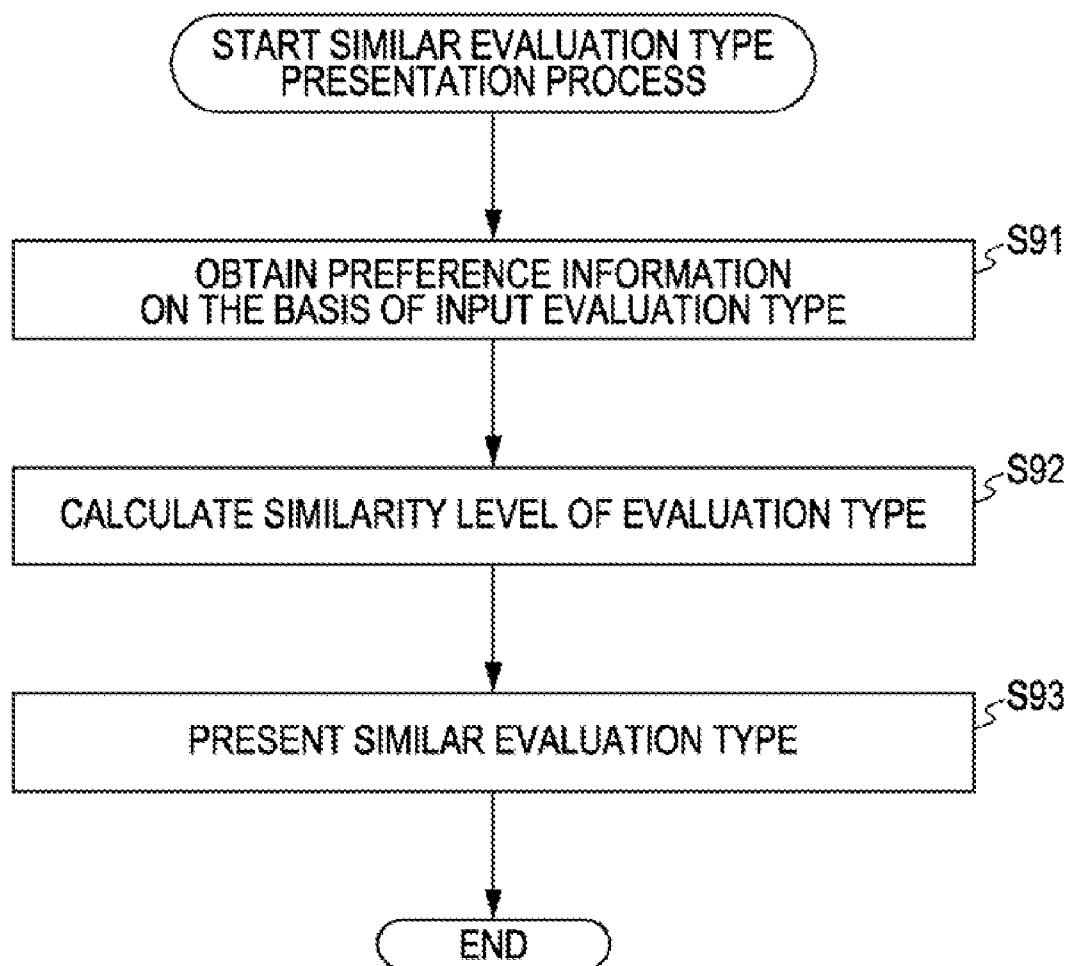 START SIMILAR EVALUATION TYPE
PRESENTATION PROCESS
S91
OBTAIN PREFERENCE INFORMATION
ON THE BASIS OF INPUT EVALUATION TYPE
S92
CALCULATE SIMILARITY LEVEL OF EVALUATION TYPE
S93
PRESENT SIMILAR EVALUATION TYPE
END